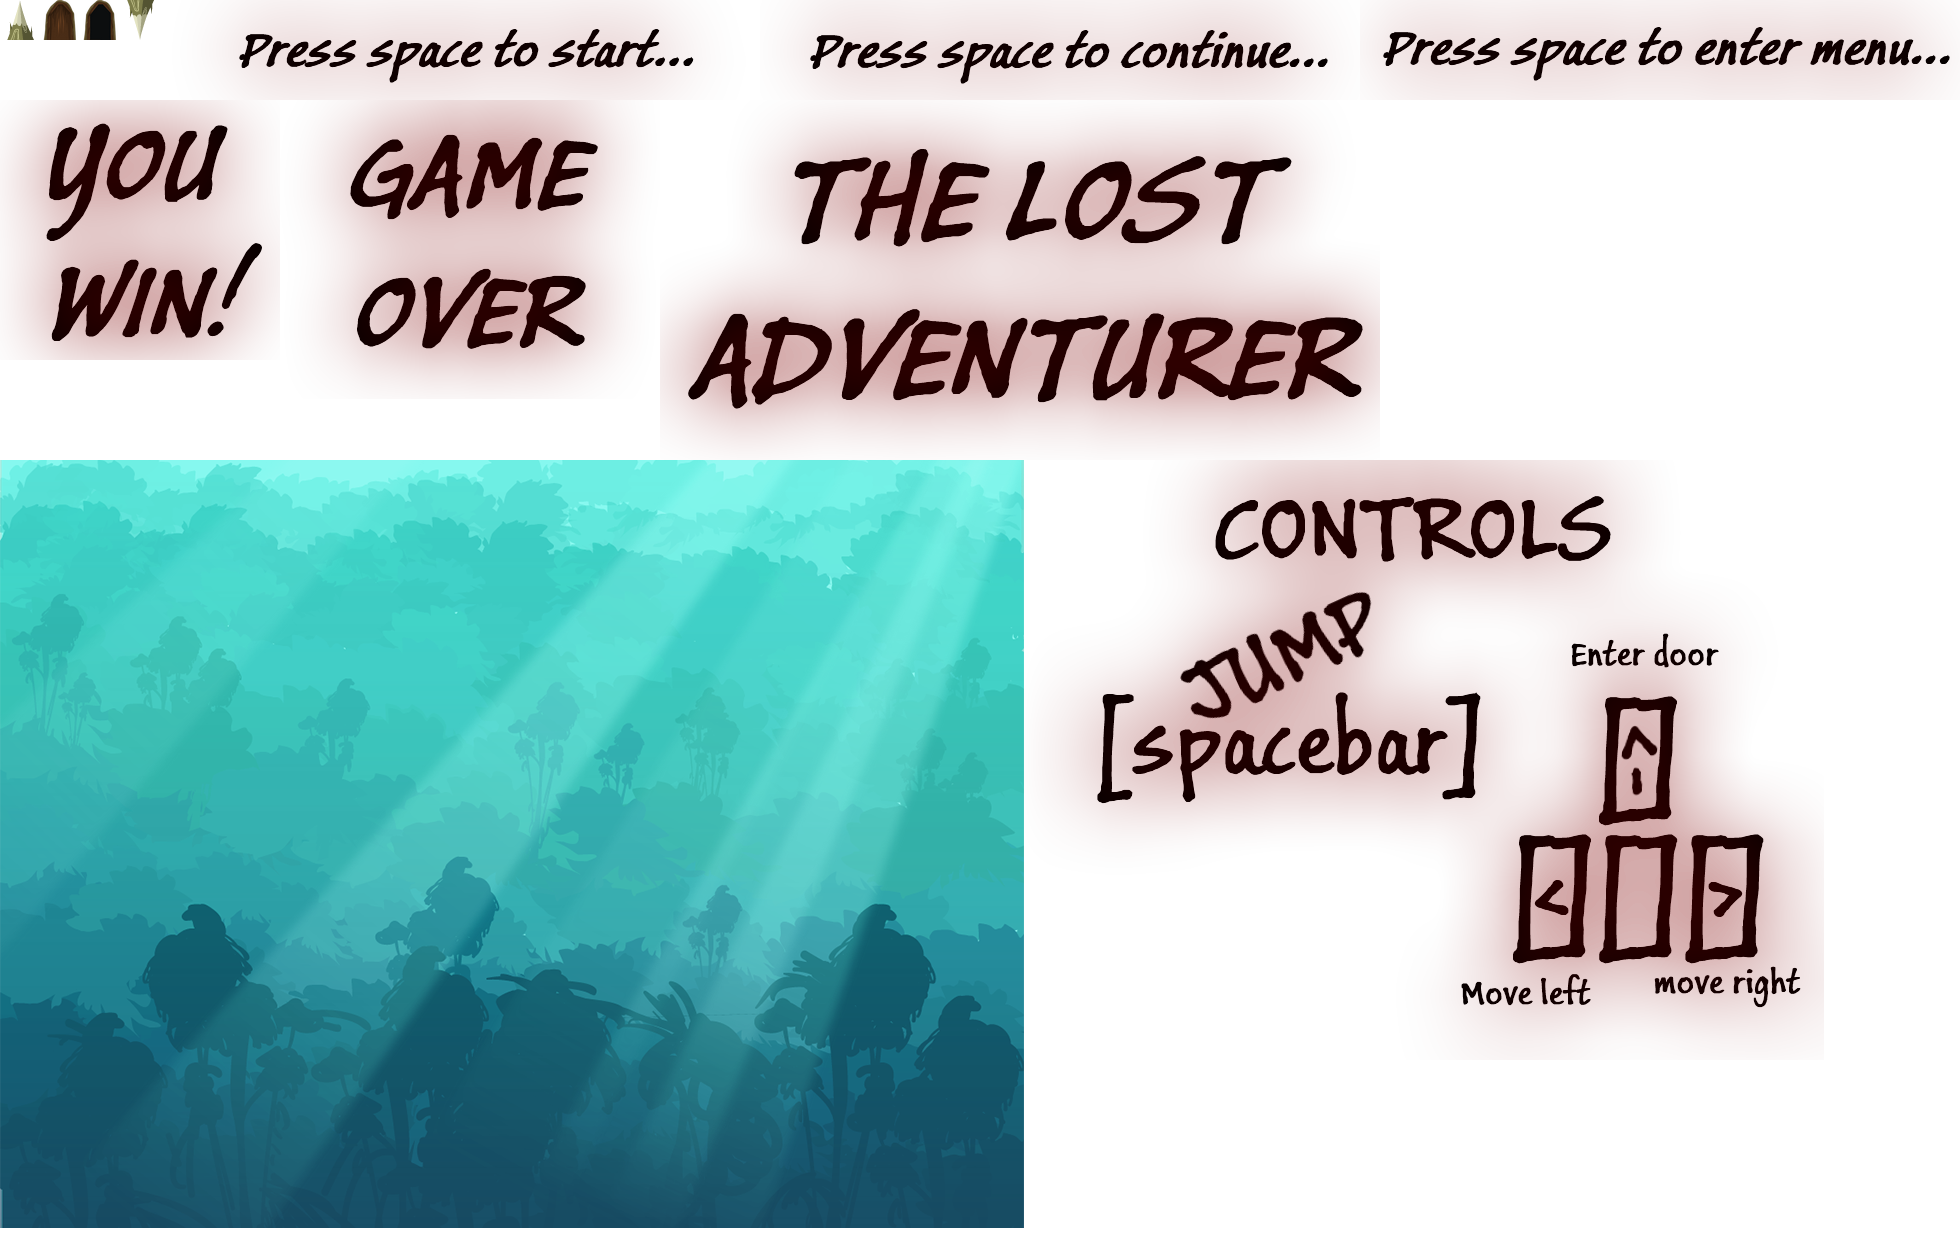 Press space to start...
Press space to continue...
Press space to enter menu...
YOU
WIN!
GAME
OVER
THE LOST
ADVENTURER
CONTROLS
JUMP
[spacebar]
Enter door
^
<
>
Move left
move right